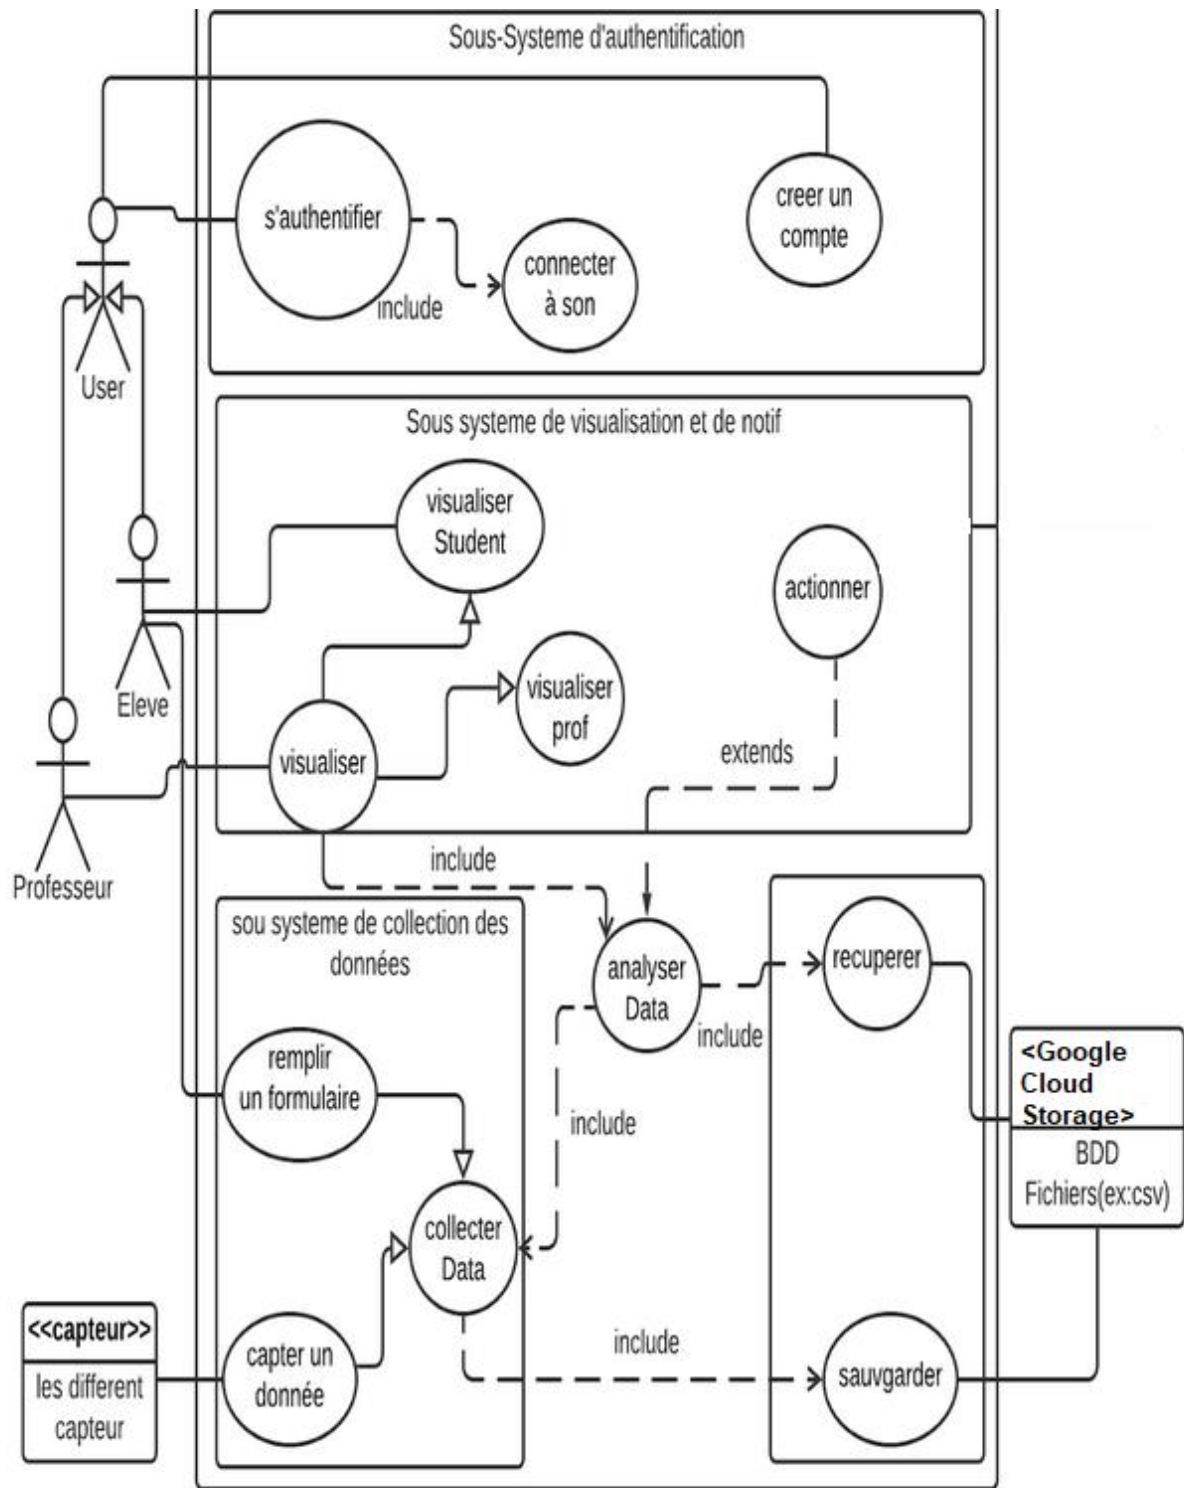 Sous-Systeme d'authentification
s'authentifier
creer un
compte
connecter
à son
include
User
Sous systeme de visualisation et de notif
visualiser
Student
actionner
visualiser
prof
Eleve
visualiser
extends
Professeur
include
sou systeme de collection des
données
analyser
Data
recuperer
include
<Google
Cloud
Storage>
BDD
Fichiers(ex:csv)
remplir
un formulaire
include
collecter
Data
<<capteur>>
les different
capteur
capter un
donnée
include
sauvgarder